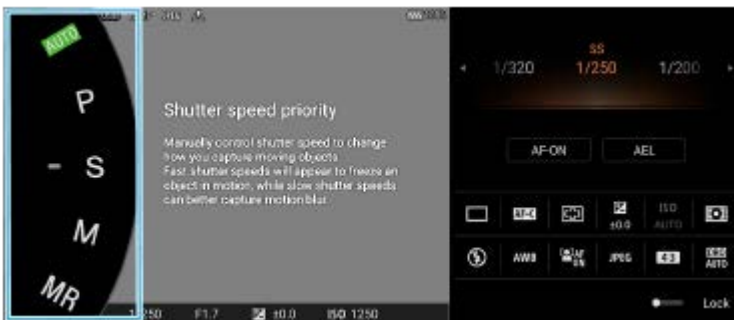 AUTO
P
- S
M
MR
Shutter speed priority
Manually control shutter speed to change
how you capture moving objects
Fast shutter speeds will appear to freeze an
object in motion, while slow shutter speeds
can better capture motion blur.
F1.7 ±0.0 ISO 1250
SS
1/320 1/250 1/200
AF-ON AEL
AF-C ±0.0 ISO AUTO
AWB AF ON JPEG 4:3 AUTO
Lock